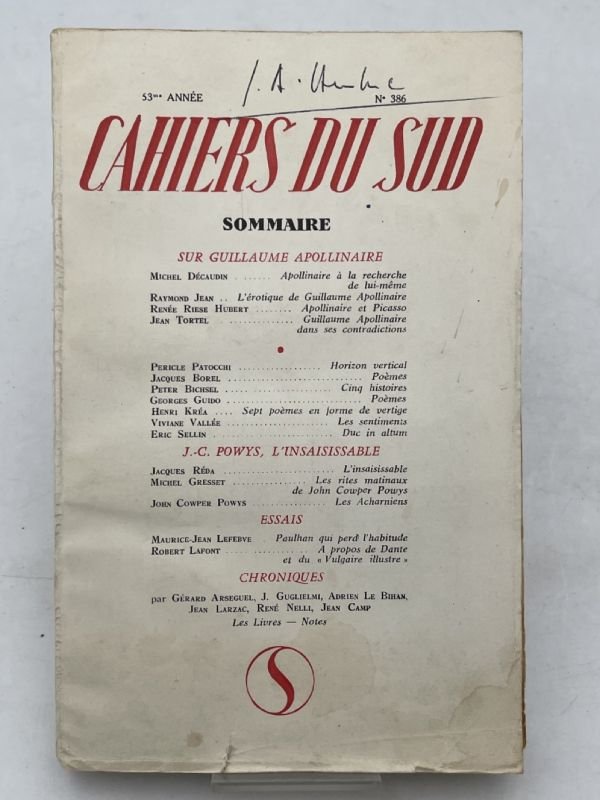 53me ANNÉE N° 386
CAHIERS DU SUD
SOMMAIRE
SUR GUILLAUME APOLLINAIRE
MICHEL DÉCAUDIN . ...... Apollinaire à la recherche
de lui-même
RAYMOND JEAN .. L'érotique de Guillaume Apollinaire
RENÉE RIESE HUBERT ........ Apollinaire et Picasso
JEAN TORTEL . .............. Guillaume Apollinaire
dans ses contradictions
PERICLE PATOCCHI .................. Horizon vertical
JACQUES BOREL ............................. Poèmes
PETER BICHSEL ....................... Cinq histoires
GEORGES GUIDO ............................. Poèmes
HENRI KRÉA .... Sept poèmes en forme de vertige
VIVIANE VALLÉE ...................... Les sentiments
ERIC SELLIN .......................... Duc in altum
J.-C. POWYS, L'INSAISISSABLE
JACQUES RÉDA ........................ L'insaisissable
MICHEL GRESSET ................ Les rites matinaux
de John Cowper Powys
JOHN COWPER POWYS ................ Les Acharniens
ESSAIS
MAURICE-JEAN LEFEBVE . Paulhan qui perd l'habitude
ROBERT LAFONT .................. A propos de Dante
et du « Vulgaire illustre »
CHRONIQUES
par GÉRARD ARSEGUEL, J. GUGLIELMI, ADRIEN LE BIHAN,
JEAN LARZAC, RENÉ NELLI, JEAN CAMP
Les Livres — Notes
S